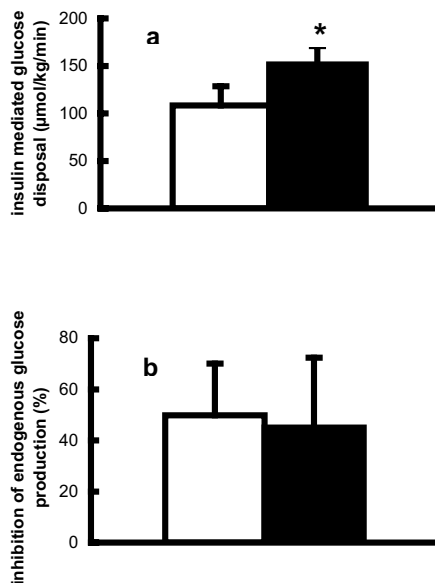 insulin mediated glucose
disposal (µmol/kg/min)
200
150
100
50
0
a
*
inhibition of endogenous glucose
production (%)
80
60
40
20
0
b